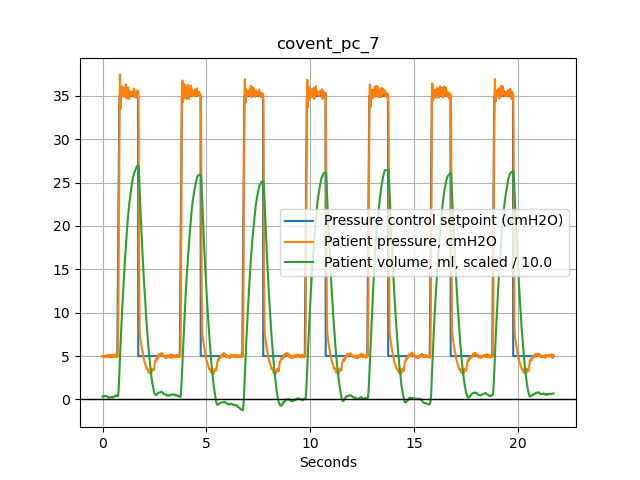 covent_pc_7
35
30
25
20
15
10
5
0
Pressure control setpoint (cmH2O)
Patient pressure, cmH2O
Patient volume, ml, scaled / 10.0
0 5 10 15 20
Seconds